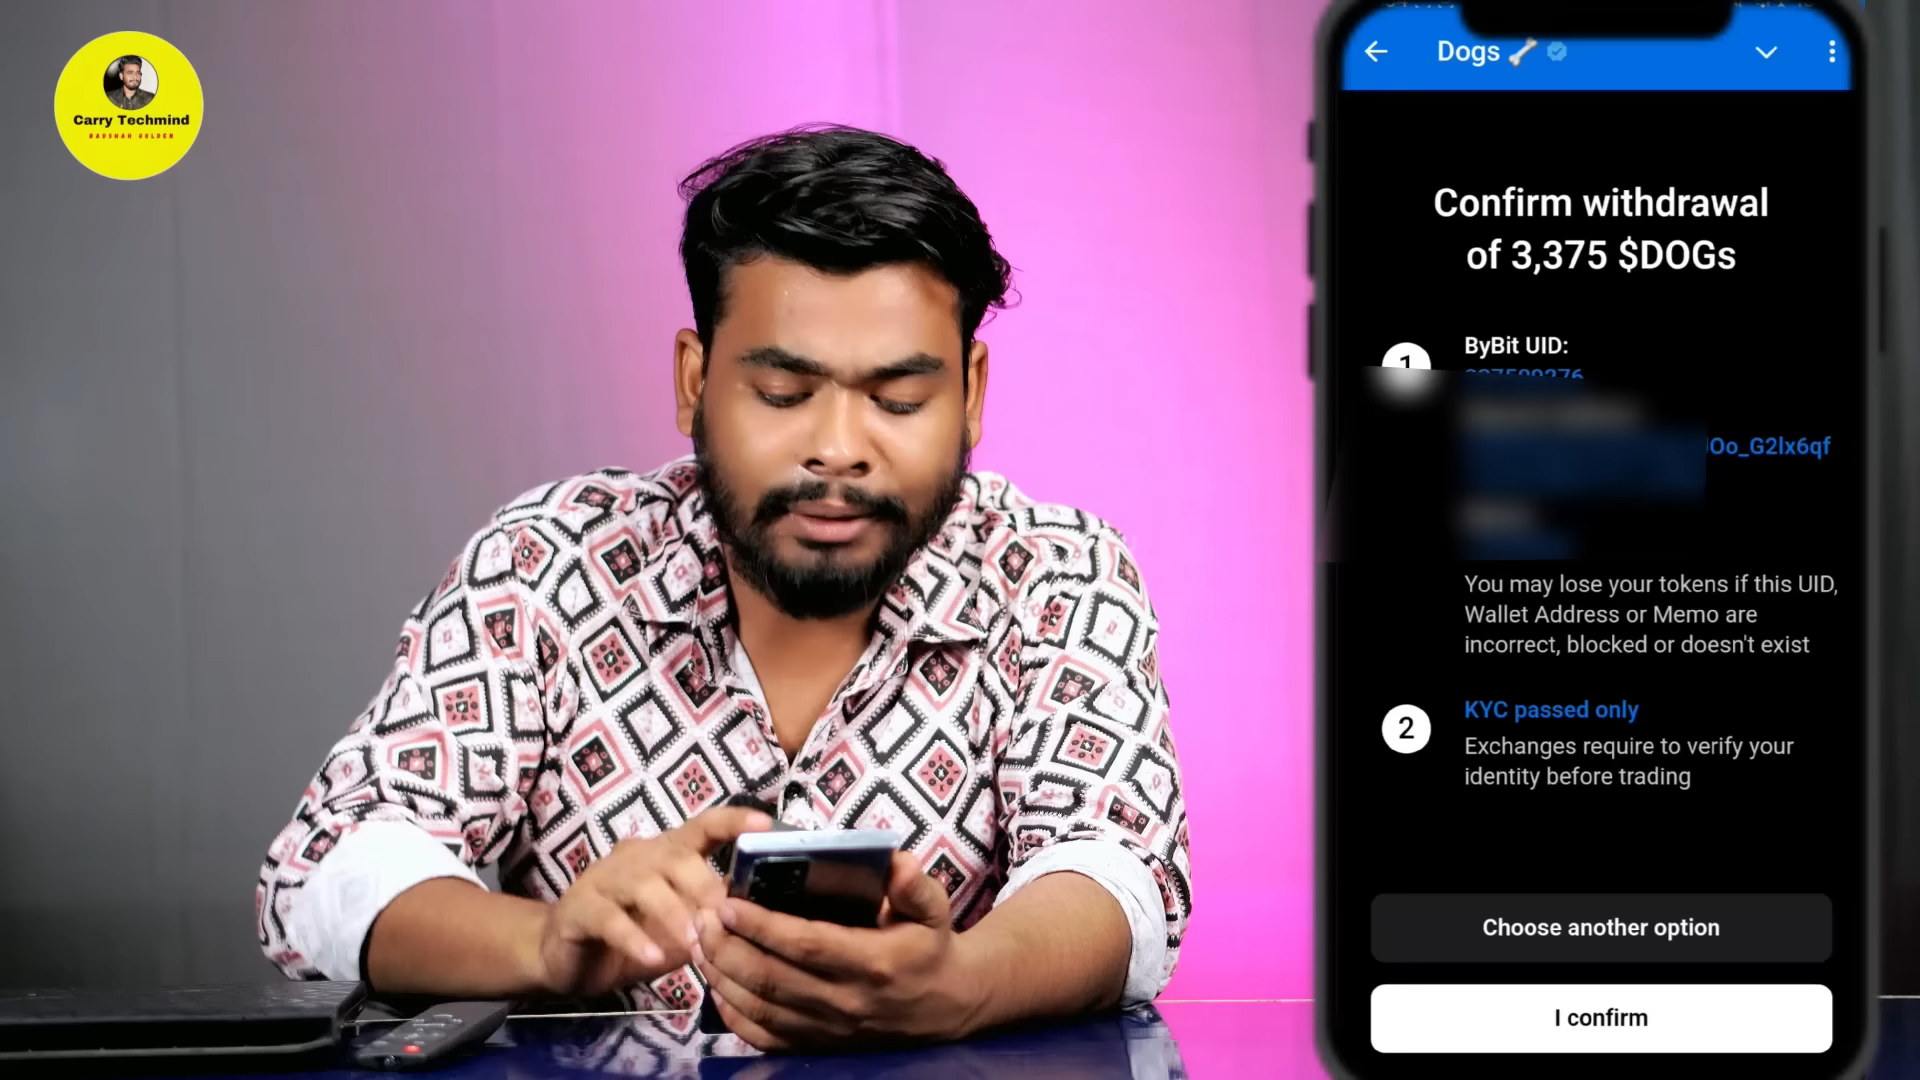 Carry Techmind
Dogs
Confirm withdrawal
of 3,375 $DOGs
1
ByBit UID:
Oo_G2lx6qf
You may lose your tokens if this UID,
Wallet Address or Memo are
incorrect, blocked or doesn't exist
2
KYC passed only
Exchanges require to verify your
identity before trading
Choose another option
I confirm